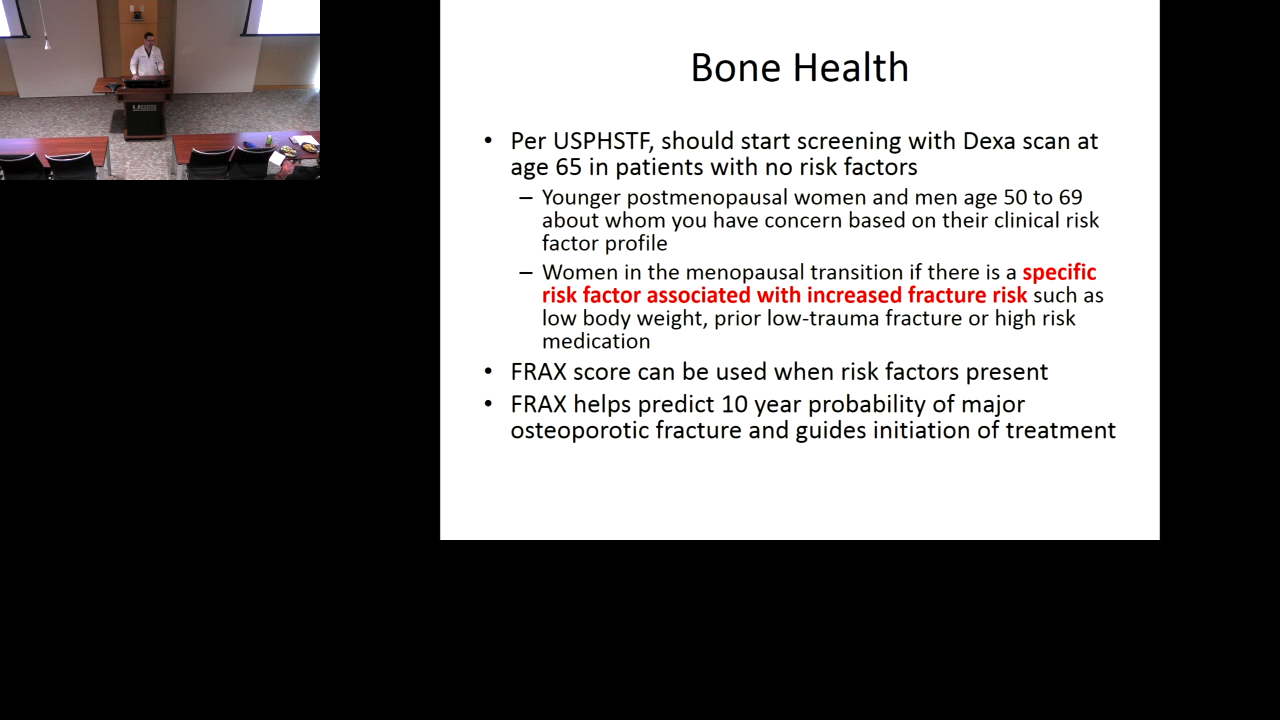 Bone Health
• Per USPHSTF, should start screening with Dexa scan at
age 65 in patients with no risk factors
– Younger postmenopausal women and men age 50 to 69
about whom you have concern based on their clinical risk
factor profile
– Women in the menopausal transition if there is a specific
risk factor associated with increased fracture risk such as
low body weight, prior low-trauma fracture or high risk
medication
• FRAX score can be used when risk factors present
• FRAX helps predict 10 year probability of major
osteoporotic fracture and guides initiation of treatment